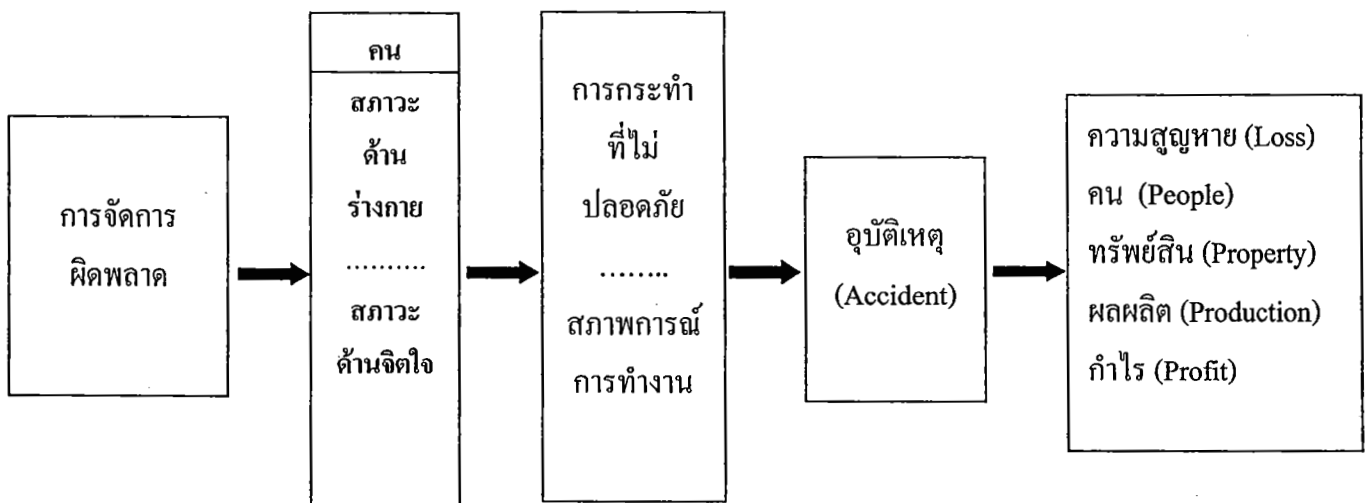 การจัดการ
ผิดพลาด
คน
สภาวะ
ด้าน
ร่างกาย
..........
สภาวะ
ด้านจิตใจ
การกระทำ
ที่ไม่
ปลอดภัย
........
สภาพการณ์
การทำงาน
อุบัติเหตุ
(Accident)
ความสูญหาย (Loss)
คน (People)
ทรัพย์สิน (Property)
ผลผลิต (Production)
กำไร (Profit)